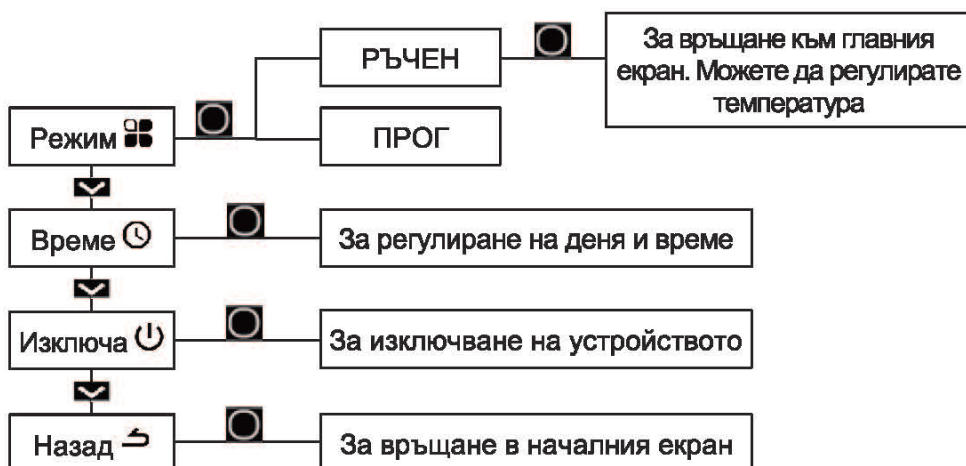 РЪЧЕН
За връщане към главния
екран. Можете да регулирате
температура
Режим
ПРОГ
Време
За регулиране на деня и време
Изключа
За изключване на устройството
Назад
За връщане в началния екран